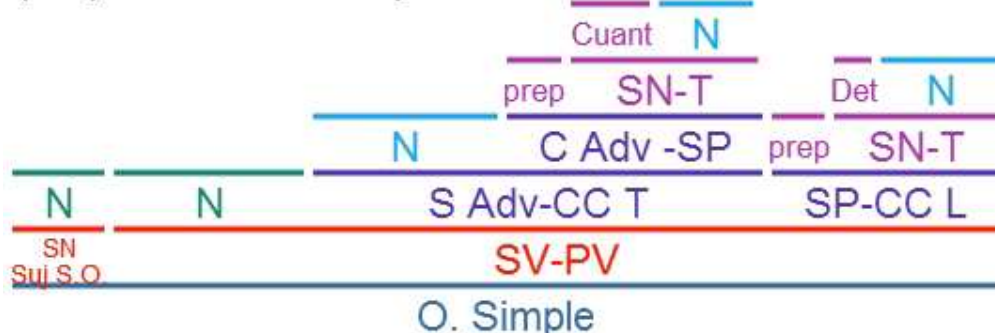 Cuant N
prep SN-T Det N
N C Adv -SP prep SN-T
N N S Adv-CC T SP-CC L
SN
Suj S.O. SV-PV
O. Simple